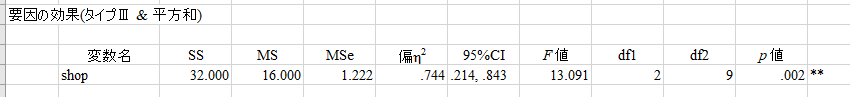 要因の効果(タイプⅢ & 平方和)
変数名 SS MS MSe 偏η² 95%CI F値 df1 df2 p値
shop 32.000 16.000 1.222 .744 .214, .843 13.091 2 9 .002 **